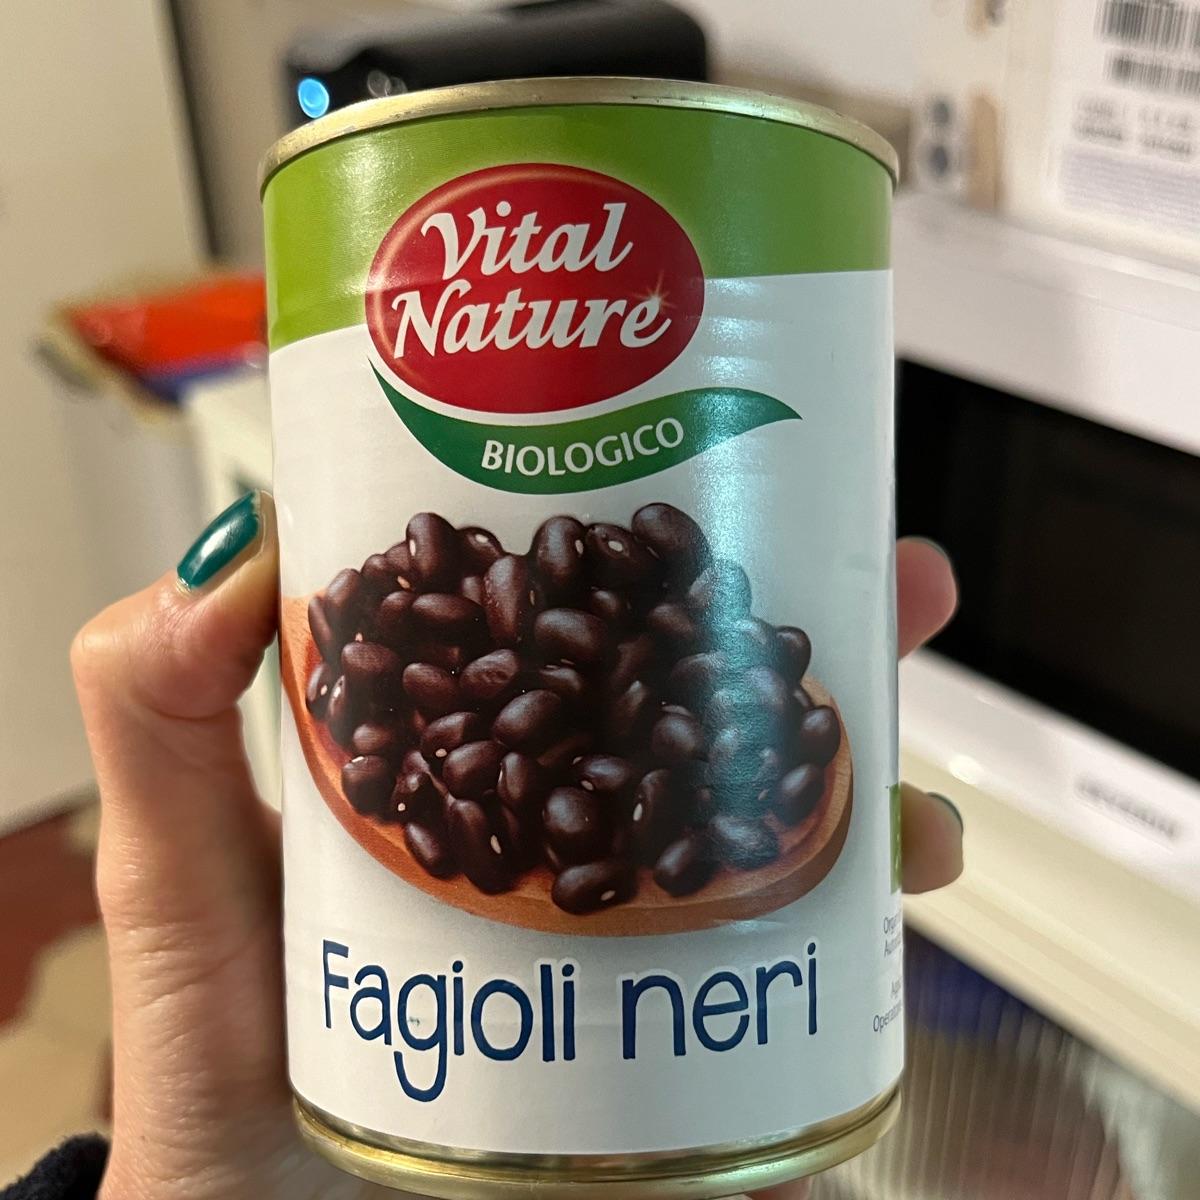 Vital
Nature
BIOLOGICO
Fagioli neri